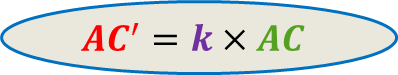 AC′ = k × AC